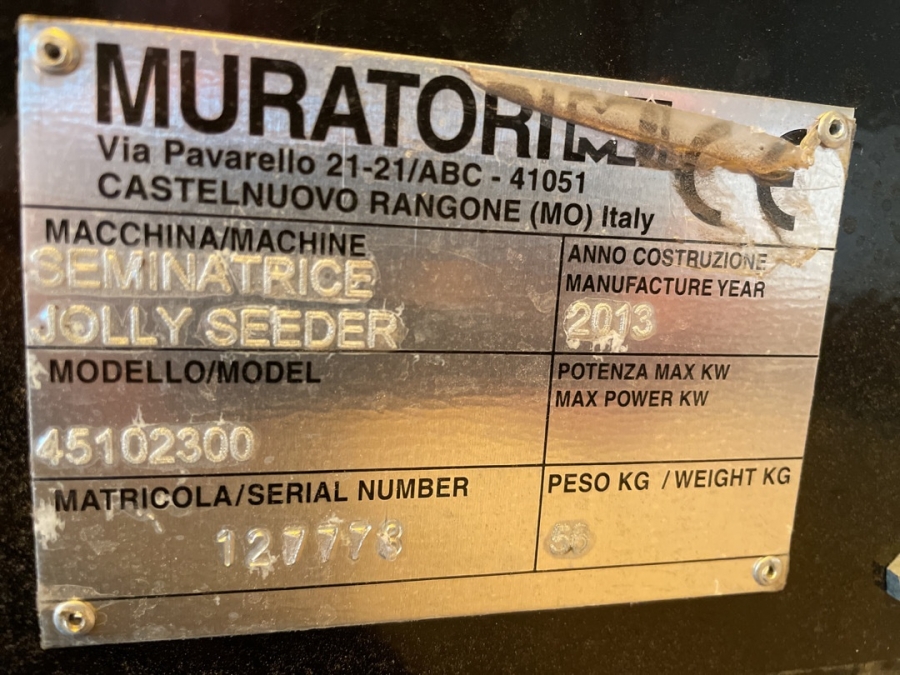 MURATORI
Via Pavarello 21-21/ABC - 41051
CASTELNUOVO RANGONE (MO) Italy
CE
MACCHINA/MACHINE
SEMINATRICE
JOLLY SEEDER
ANNO COSTRUZIONE
MANUFACTURE YEAR
2013
MODELLO/MODEL
45102300
POTENZA MAX KW
MAX POWER KW
MATRICOLA/SERIAL NUMBER
127773
PESO KG / WEIGHT KG